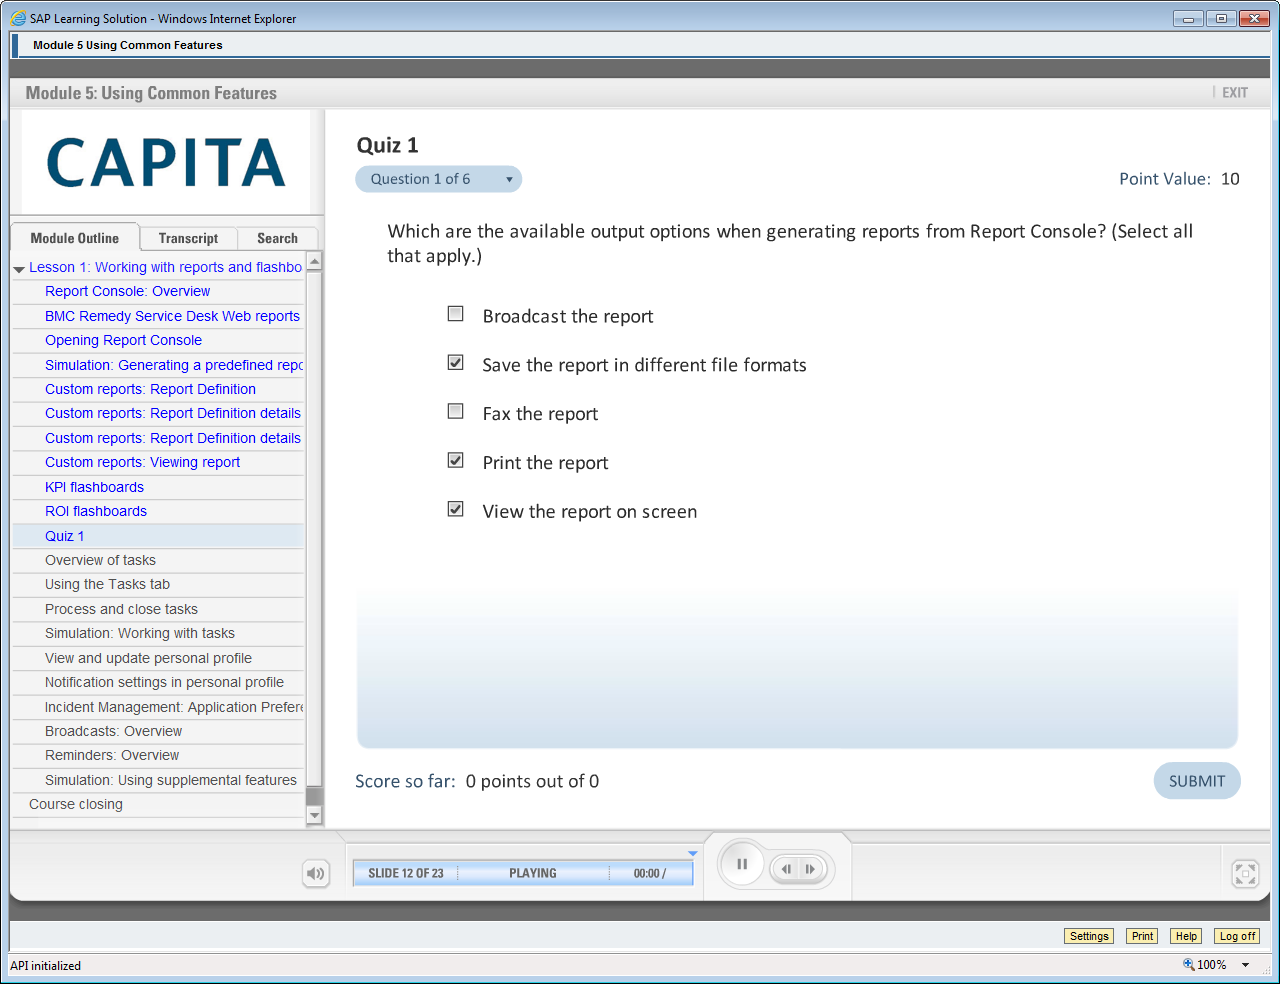 SAP Learning Solution - Windows Internet Explorer
Module 5 Using Common Features
Module 5: Using Common Features
EXIT
CAPITA
Module Outline
Transcript
Search
Lesson 1: Working with reports and flashbo
Report Console: Overview
BMC Remedy Service Desk Web reports
Opening Report Console
Simulation: Generating a predefined repo
Custom reports: Report Definition
Custom reports: Report Definition details
Custom reports: Report Definition details
Custom reports: Viewing report
KPI flashboards
ROI flashboards
Quiz 1
Overview of tasks
Using the Tasks tab
Process and close tasks
Simulation: Working with tasks
View and update personal profile
Notification settings in personal profile
Incident Management: Application Prefere
Broadcasts: Overview
Reminders: Overview
Simulation: Using supplemental features
Course closing
Quiz 1
Question 1 of 6
Point Value: 10
Which are the available output options when generating reports from Report Console? (Select all
that apply.)
Broadcast the report
Save the report in different file formats
Fax the report
Print the report
View the report on screen
Score so far: 0 points out of 0
SUBMIT
SLIDE 12 OF 23
PLAYING
00:00 /
Settings
Print
Help
Log off
API initialized
100%